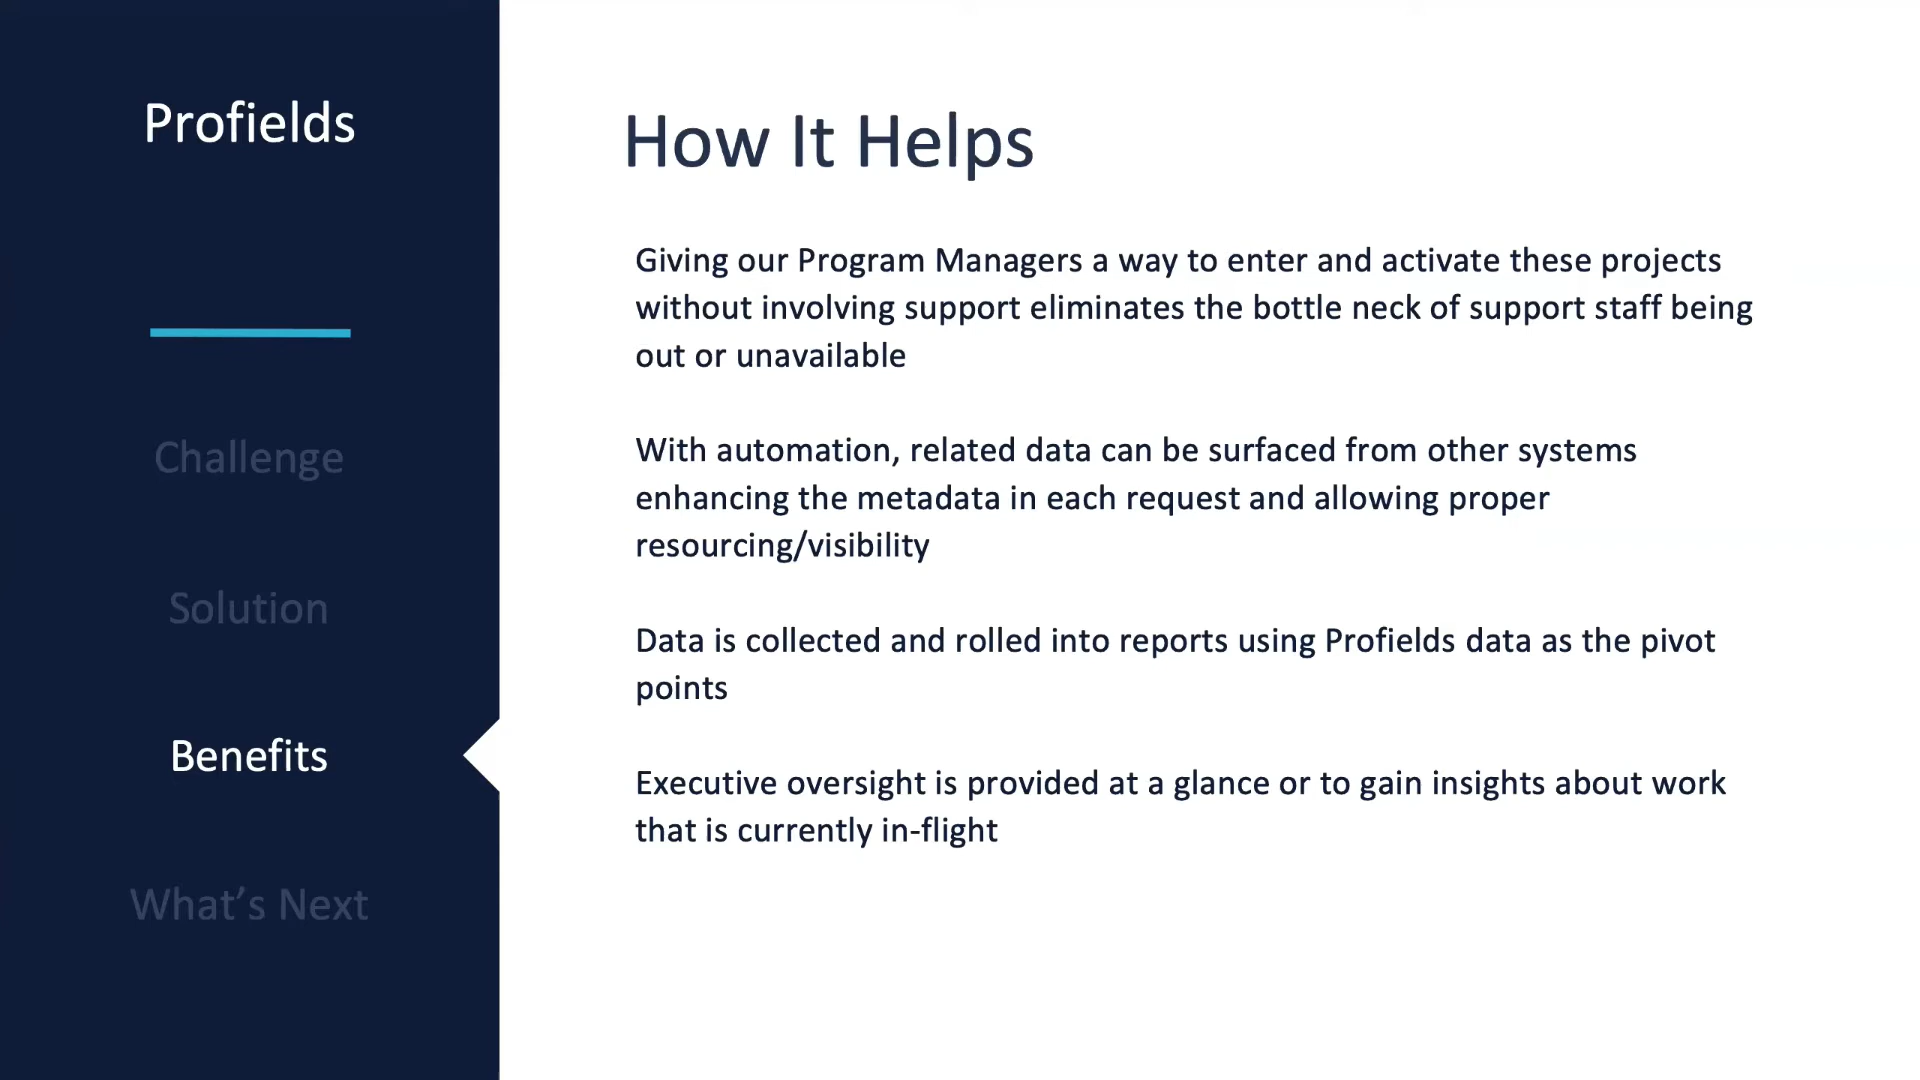 Profields
Challenge
Solution
Benefits
What's Next
How It Helps
Giving our Program Managers a way to enter and activate these projects
without involving support eliminates the bottle neck of support staff being
out or unavailable
With automation, related data can be surfaced from other systems
enhancing the metadata in each request and allowing proper
resourcing/visibility
Data is collected and rolled into reports using Profields data as the pivot
points
Executive oversight is provided at a glance or to gain insights about work
that is currently in-flight